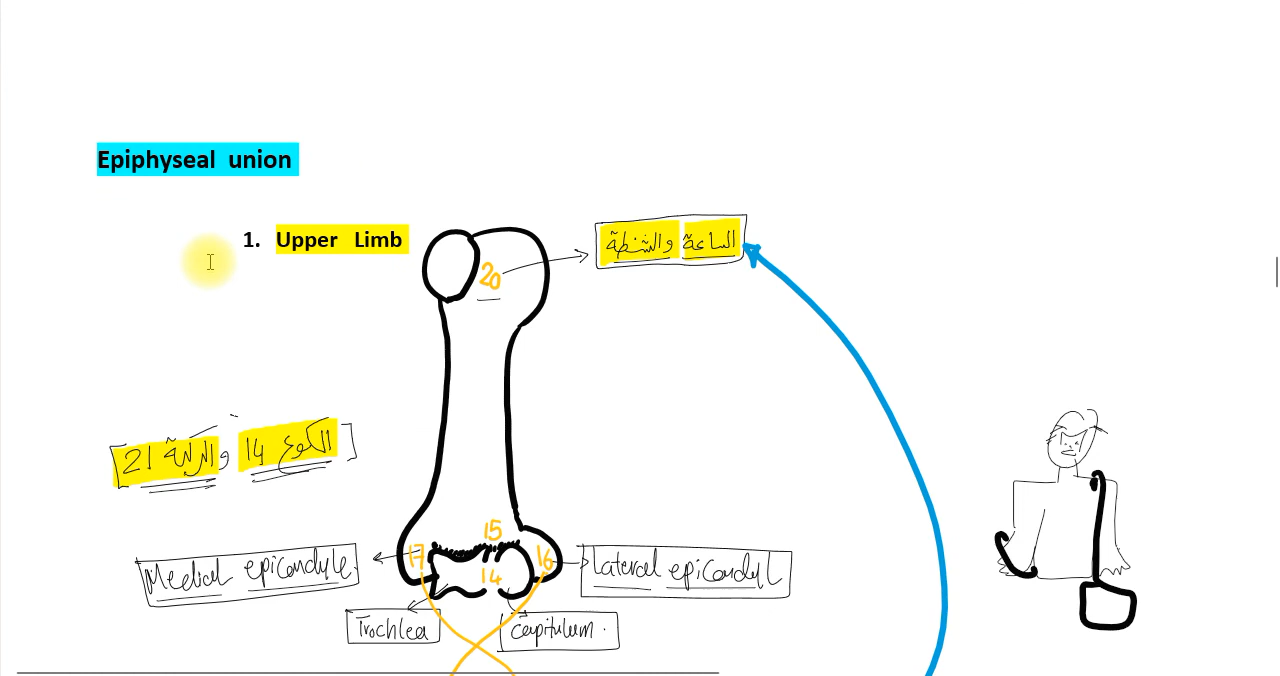 Epiphyseal union
1. Upper Limb
الساعة والشنطة
20
الكوع 14 و الركبة 21
15
17
16
14
Medial epicondyle.
Lateral epicondyl
Trochlea
Capitulum.